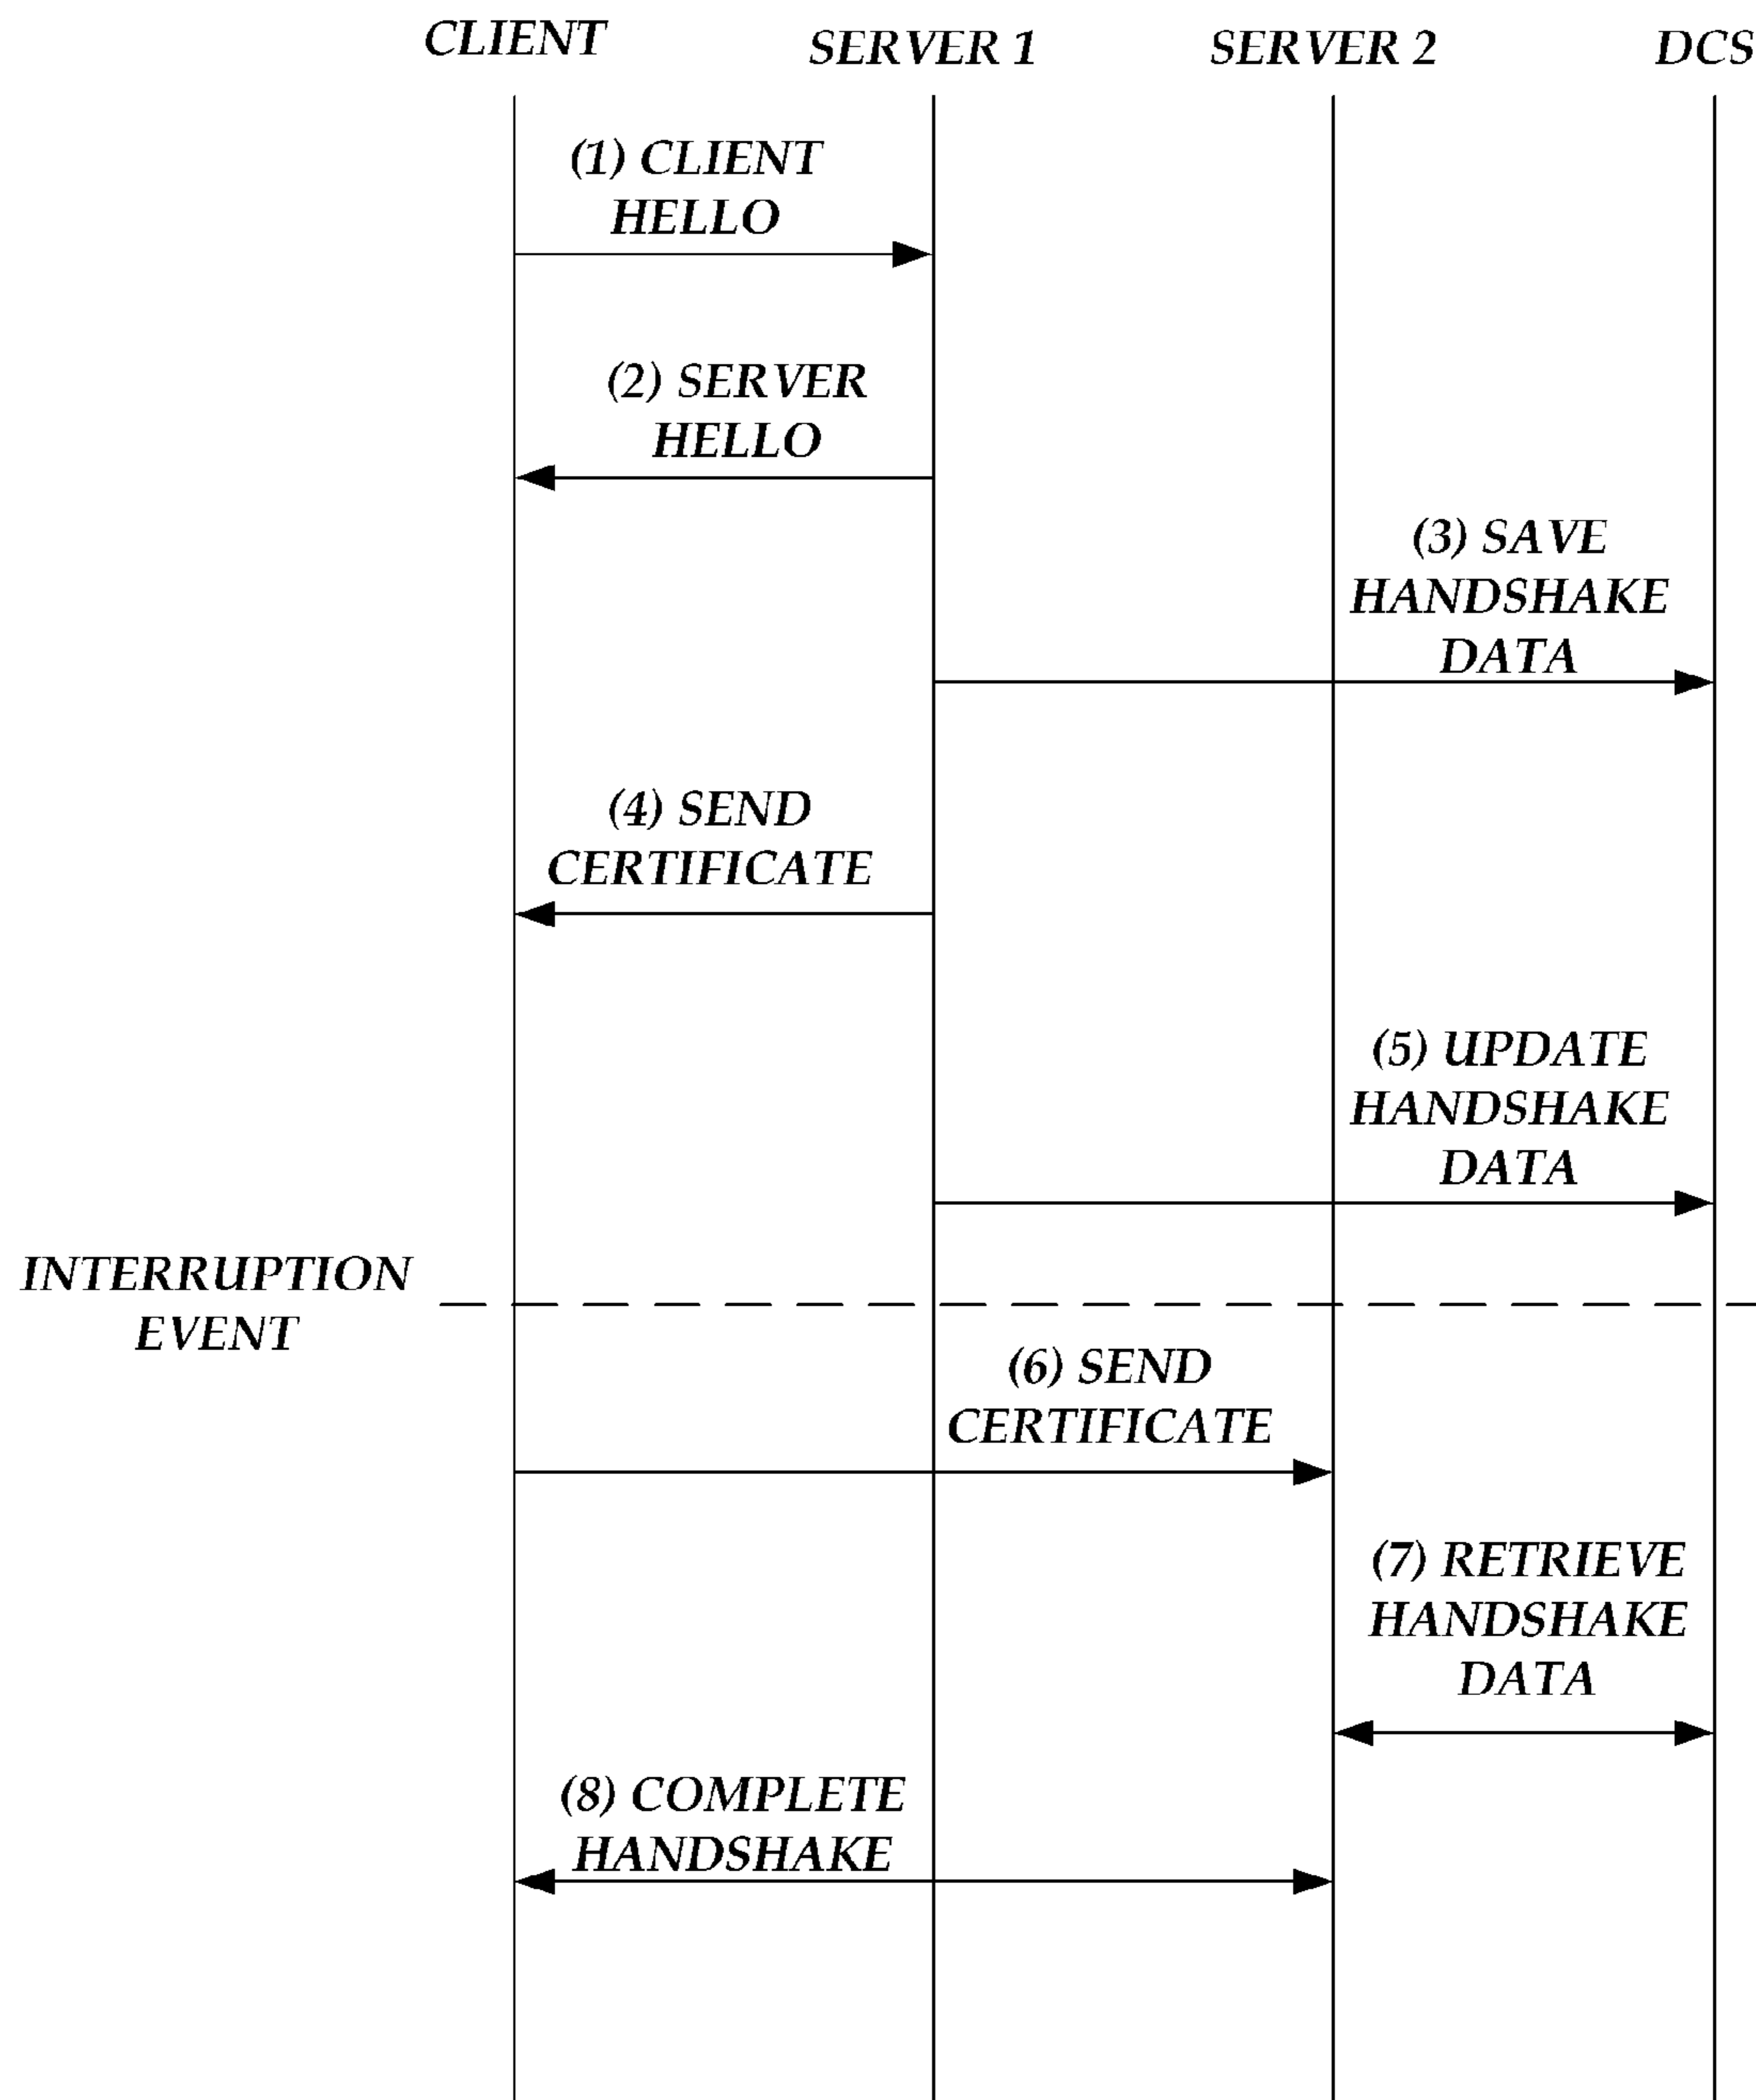 CLIENT
SERVER 1
SERVER 2
DCS
(1) CLIENT
HELLO
(2) SERVER
HELLO
(3) SAVE
HANDSHAKE
DATA
(4) SEND
CERTIFICATE
(5) UPDATE
HANDSHAKE
DATA
INTERRUPTION
EVENT
(6) SEND
CERTIFICATE
(7) RETRIEVE
HANDSHAKE
DATA
(8) COMPLETE
HANDSHAKE